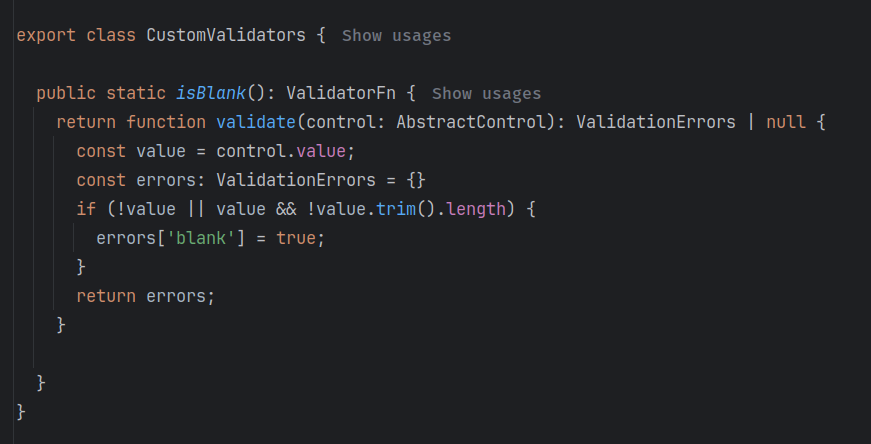 export class CustomValidators { Show usages
public static isBlank(): ValidatorFn { Show usages
return function validate(control: AbstractControl): ValidationErrors | null {
const value = control.value;
const errors: ValidationErrors = {}
if (!value || value && !value.trim().length) {
errors['blank'] = true;
}
return errors;
}
}
}